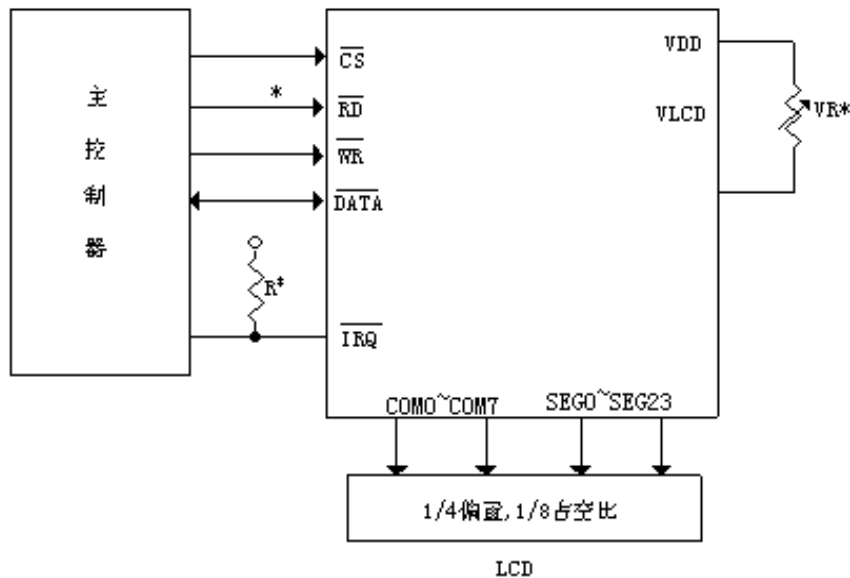 主控制器
*
CS
RD
WR
DATA
R*
IRQ
VDD
VLCD
VR*
COM0~COM7 SEG0~SEG23
1/4偏置,1/8占空比
LCD